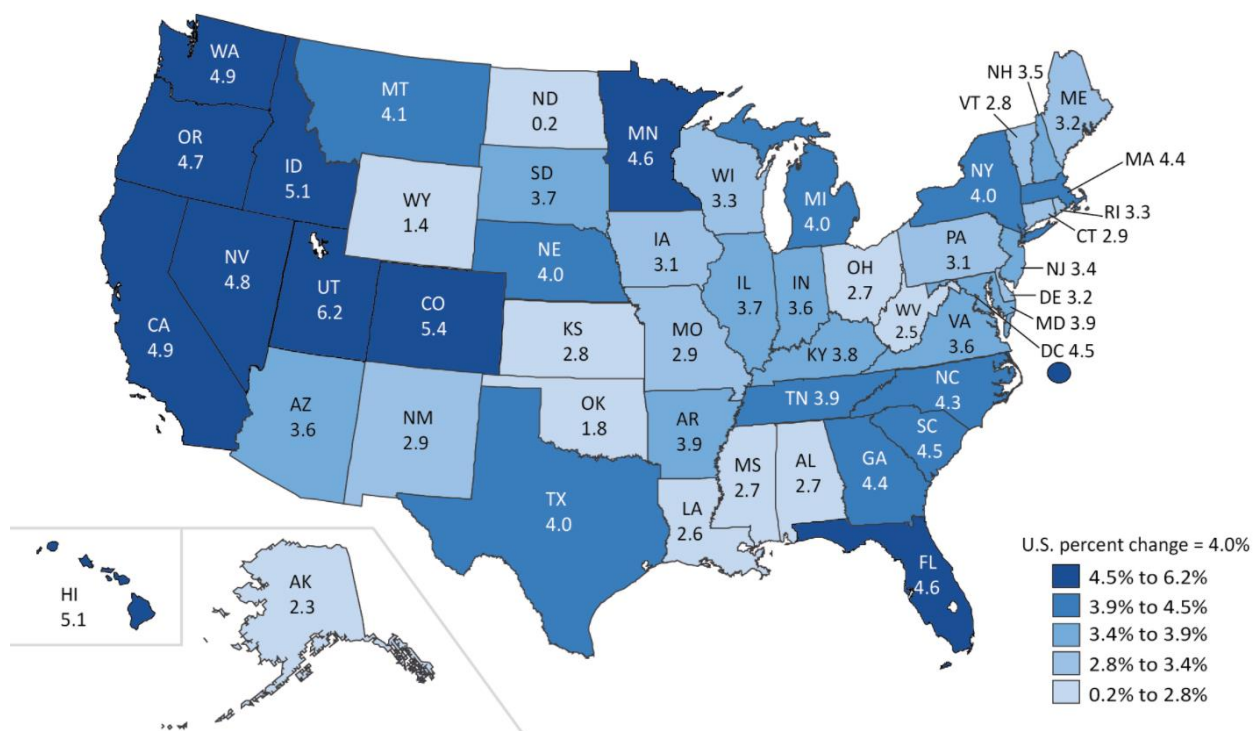 WA
4.9
MT
4.1
ND
0.2
MN
4.6
NH 3.5
VT 2.8
ME
3.2
OR
4.7
ID
5.1
SD
3.7
WI
3.3
MI
4.0
NY
4.0
MA 4.4
WY
1.4
RI 3.3
CT 2.9
NV
4.8
UT
6.2
CO
5.4
NE
4.0
IA
3.1
IL
3.7
IN
3.6
OH
2.7
PA
3.1
NJ 3.4
DE 3.2
MD 3.9
DC 4.5
WV
2.5
VA
3.6
CA
4.9
KS
2.8
MO
2.9
KY 3.8
AZ
3.6
NM
2.9
OK
1.8
AR
3.9
TN 3.9
NC
4.3
SC
4.5
TX
4.0
LA
2.6
MS
2.7
AL
2.7
GA
4.4
FL
4.6
HI
5.1
AK
2.3
U.S. percent change = 4.0%
4.5% to 6.2%
3.9% to 4.5%
3.4% to 3.9%
2.8% to 3.4%
0.2% to 2.8%